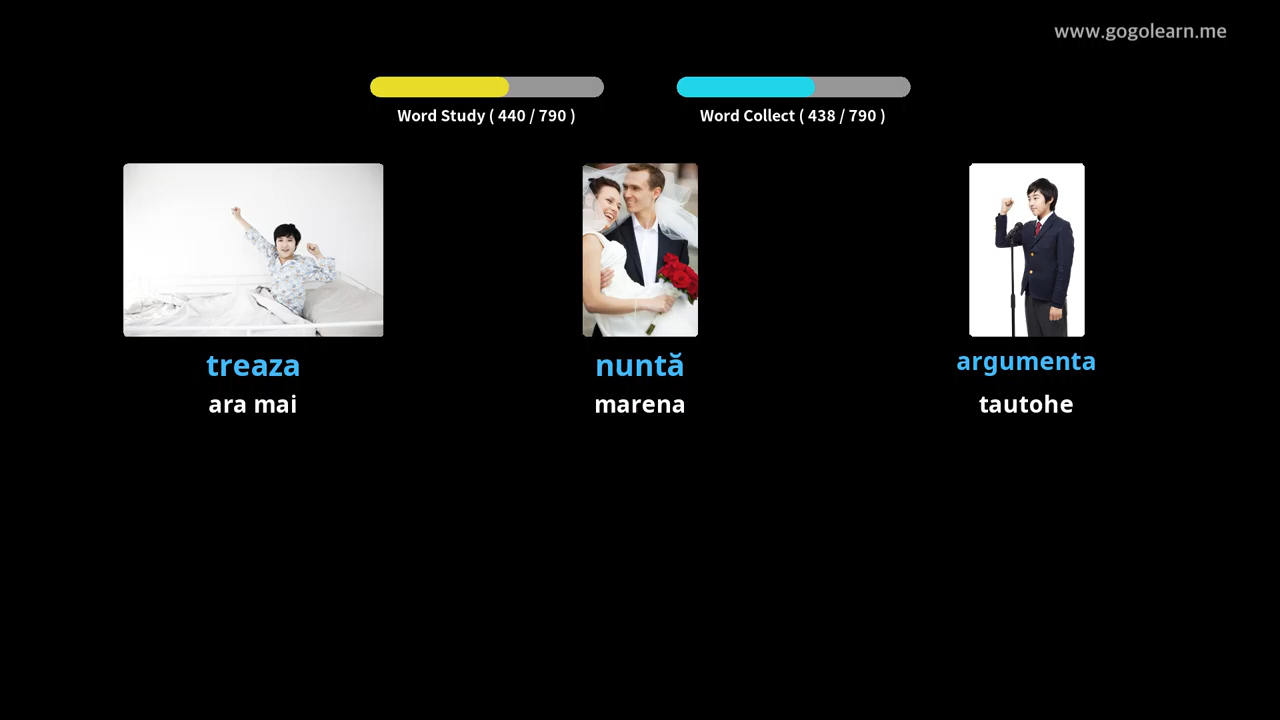 www.gogolearn.me
Word Study ( 440 / 790 )
Word Collect ( 438 / 790 )
treaza
nuntă
argumenta
ara mai
marena
tautohe